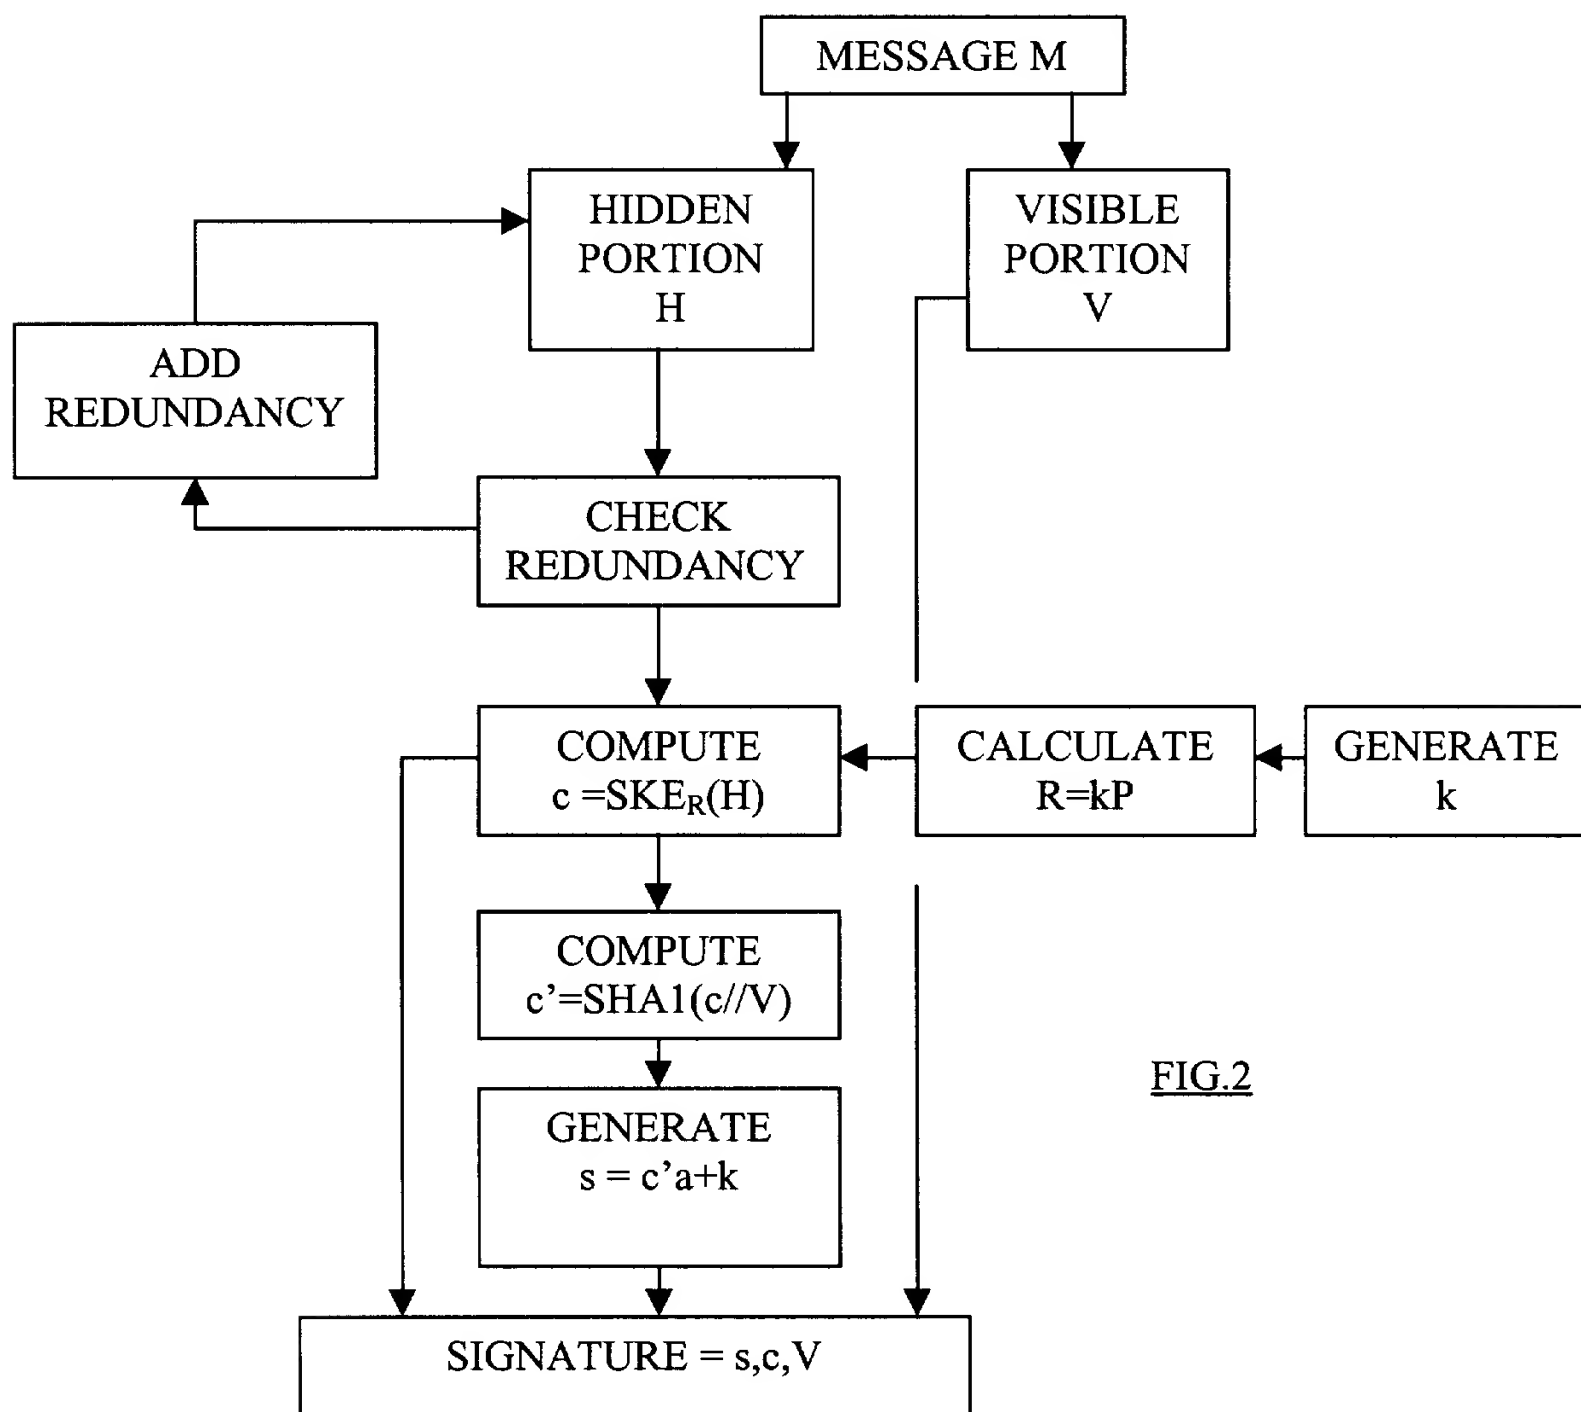 MESSAGE M
HIDDEN
PORTION
H
VISIBLE
PORTION
V
ADD
REDUNDANCY
CHECK
REDUNDANCY
COMPUTE
c =SKE_R(H)
CALCULATE
R=kP
GENERATE
k
COMPUTE
c’=SHA1(c//V)
GENERATE
s = c’a+k
FIG.2
SIGNATURE = s,c,V